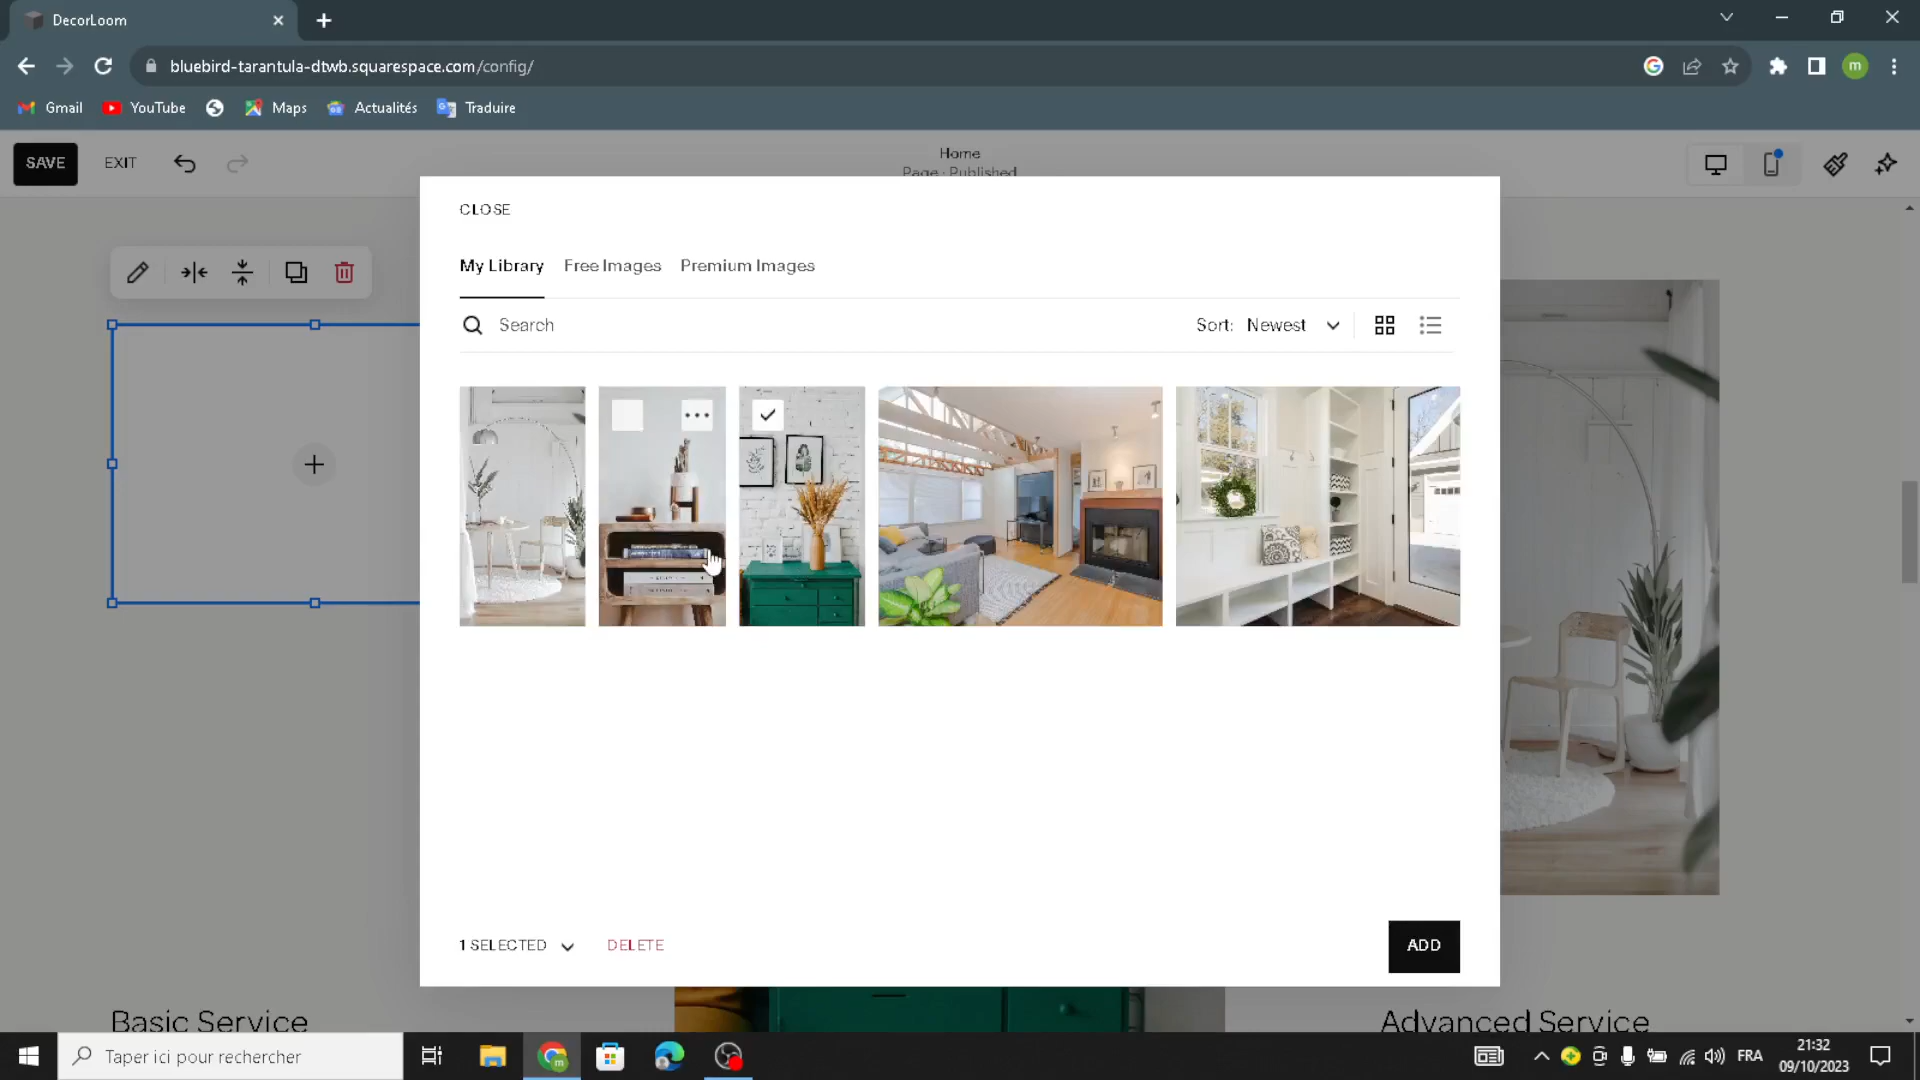 DecorLoom
bluebird-tarantula-dtwb.squarespace.com/config/
m
Gmail YouTube Maps Actualités Traduire
SAVE EXIT
Home
Page · Published
CLOSE
My Library Free Images Premium Images
Search
Sort: Newest
1 SELECTED DELETE
ADD
Basic Service
Advanced Service
Taper ici pour rechercher
FRA
21:32
09/10/2023